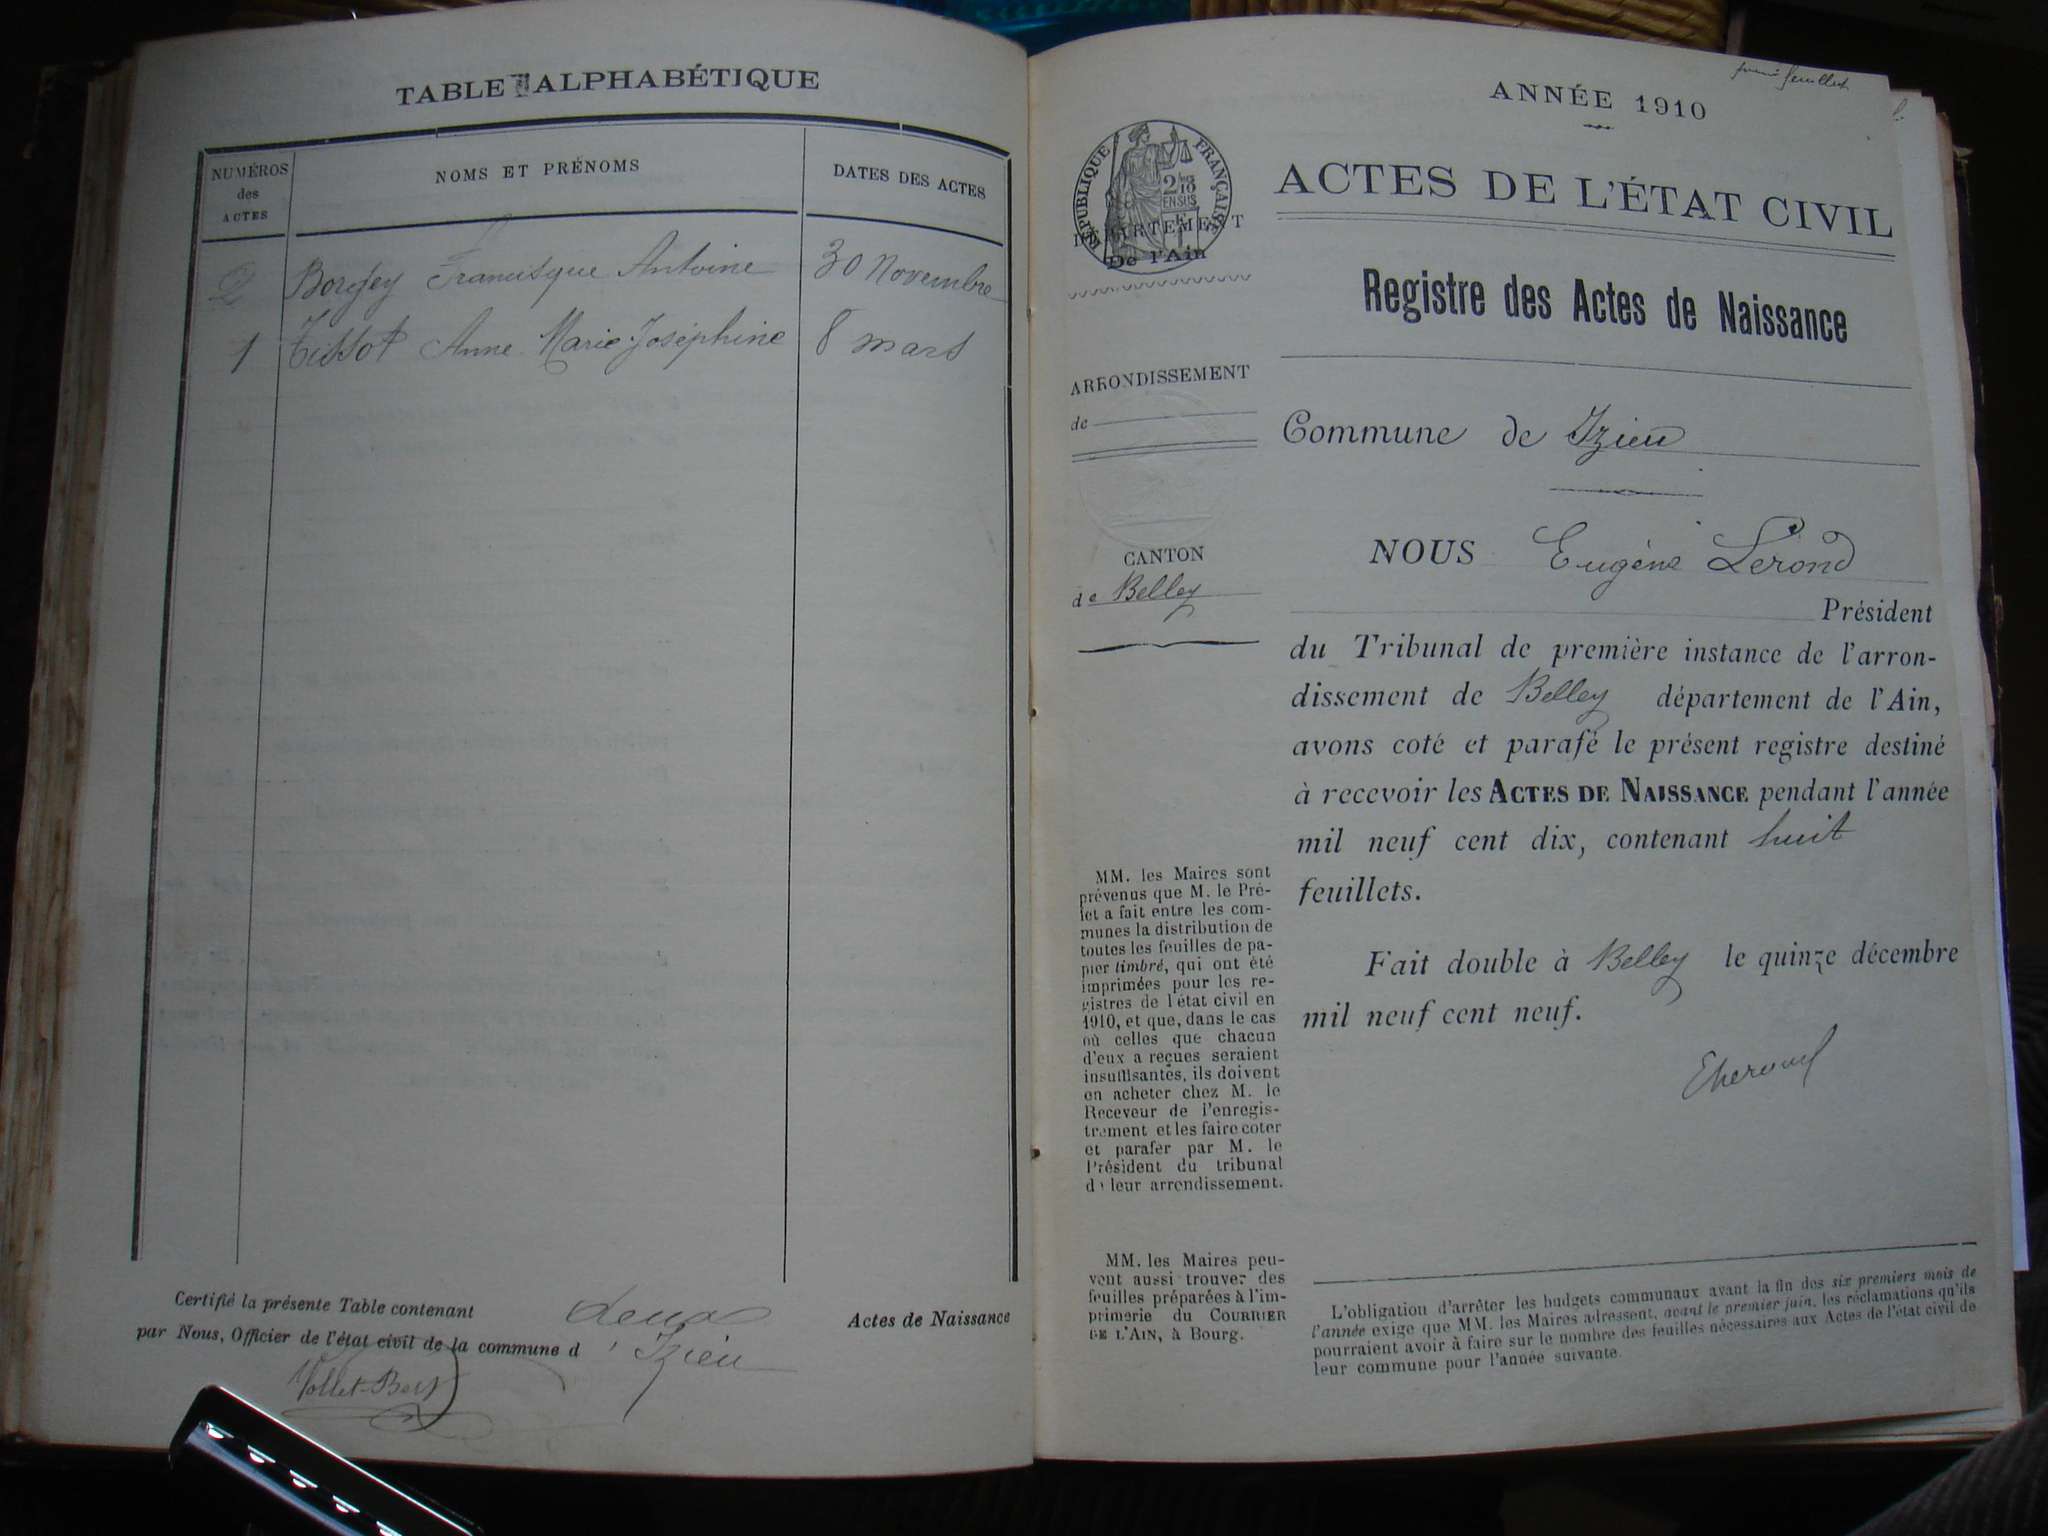 TABLE ALPHABÉTIQUE
NUMÉROS
des
ACTES
NOMS ET PRÉNOMS
DATES DES ACTES
2 Borgey Francisque Antoine 30 Novembre
1 Tissot Anne Marie Joséphine 8 mars
Certifié la présente Table contenant deux Actes de Naissance
par Nous, Officier de l'état civil de la commune d'Izieu
feuillet
ANNÉE 1910
ACTES DE L'ÉTAT CIVIL
Registre des Actes de Naissance
RÉPUBLIQUE FRANÇAISE
DÉPARTEMENT
De l'Ain
ARRONDISSEMENT
de
CANTON
de Belley
Commune de Izieu
NOUS Eugène Lerond
Président
du Tribunal de première instance de l'arron-
dissement de Belley département de l'Ain,
avons coté et parafé le présent registre destiné
à recevoir les ACTES DE NAISSANCE pendant l'année
mil neuf cent dix, contenant huit
feuillets.
Fait double à Belley le quinze décembre
mil neuf cent neuf.
MM. les Maires sont
prévenus que M. le Pré-
fet a fait entre les com-
munes la distribution de
toutes les feuilles de pa-
pier timbré, qui ont été
imprimées pour les re-
gistres de l'état civil en
1910, et que, dans le cas
où celles que chacun
d'eux a reçues seraient
insuffisantes, ils doivent
en acheter chez M. le
Receveur de l'enregis-
trement et les faire coter
et parafer par M. le
Président du tribunal
de leur arrondissement.
MM. les Maires peu-
vent aussi trouver des
feuilles préparées à l'im-
primerie du COURRIER
DE L'AIN, à Bourg.
L'obligation d'arrêter les budgets communaux avant la fin des six premiers mois de
l'année exige que MM. les Maires adressent, avant le premier juin, les réclamations qu'ils
pourraient avoir à faire sur le nombre des feuilles nécessaires aux Actes de l'état civil de
leur commune pour l'année suivante.